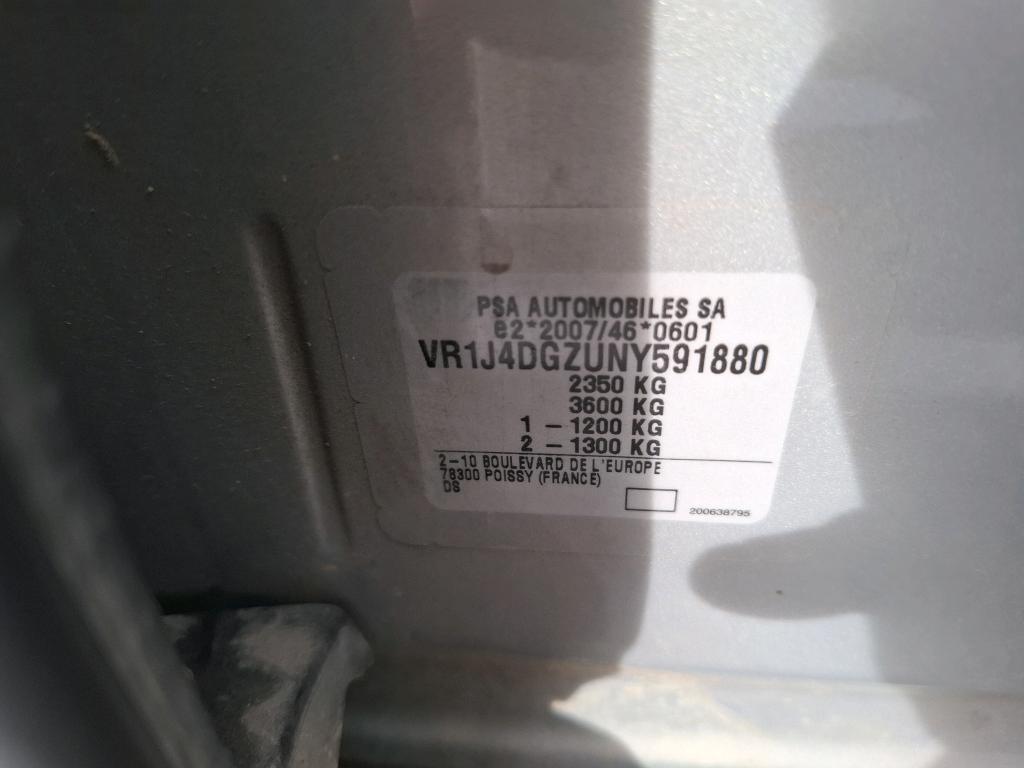 PSA AUTOMOBILES SA
e2*2007/46*0601
VR1J4DGZUNY591880
2350 KG
3600 KG
1 - 1200 KG
2 - 1300 KG
2-10 BOULEVARD DE L'EUROPE
78300 POISSY (FRANCE)
DS
200638795